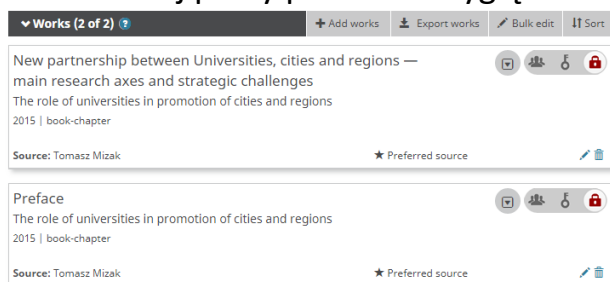 Works (2 of 2) ?
Add works
Export works
Bulk edit
Sort
New partnership between Universities, cities and regions —
main research axes and strategic challenges
The role of universities in promotion of cities and regions
2015 | book-chapter
Source: Tomasz Mizak
Preferred source
Preface
The role of universities in promotion of cities and regions
2015 | book-chapter
Source: Tomasz Mizak
Preferred source